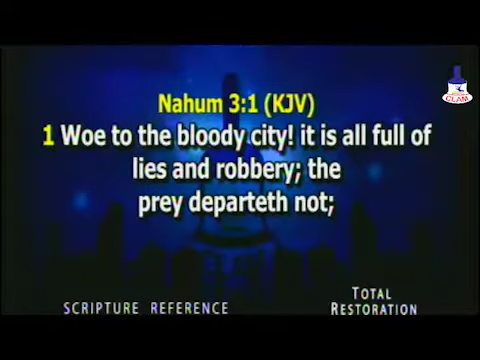 CLAM
Nahum 3:1 (KJV)
1 Woe to the bloody city! it is all full of
lies and robbery; the
prey departeth not;
SCRIPTURE REFERENCE
TOTAL
RESTORATION